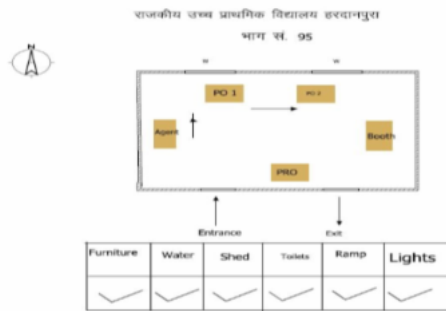 राजकीय उच्च प्राथमिक विद्यालय हरदानपुरा
भाग सं. 95
N
W W
PO 1 PO 2
Agent Booth
PRO
Entrance Exit
Furniture Water Shed Toilets Ramp Lights